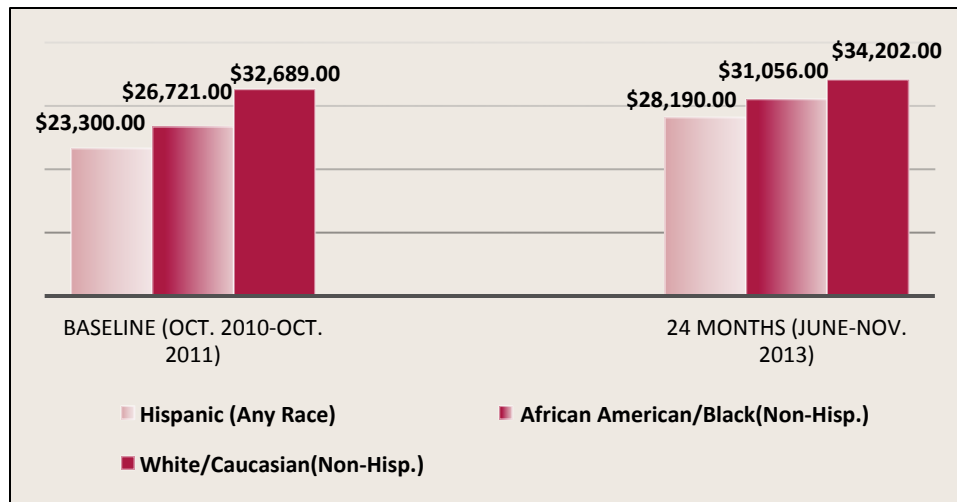 $23,300.00
$26,721.00
$32,689.00
$28,190.00
$31,056.00
$34,202.00
BASELINE (OCT. 2010-OCT.
2011)
24 MONTHS (JUNE-NOV.
2013)
Hispanic (Any Race)
African American/Black(Non-Hisp.)
White/Caucasian(Non-Hisp.)